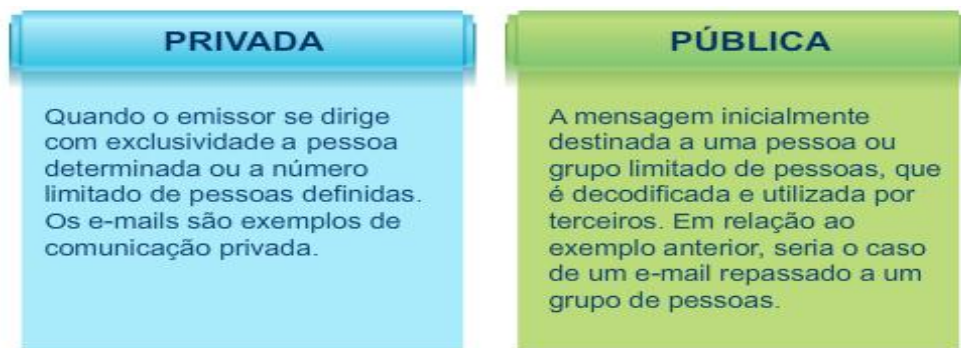 PRIVADA
Quando o emissor se dirige
com exclusividade a pessoa
determinada ou a número
limitado de pessoas definidas.
Os e-mails são exemplos de
comunicação privada.
PÚBLICA
A mensagem inicialmente
destinada a uma pessoa ou
grupo limitado de pessoas, que
é decodificada e utilizada por
terceiros. Em relação ao
exemplo anterior, seria o caso
de um e-mail repassado a um
grupo de pessoas.